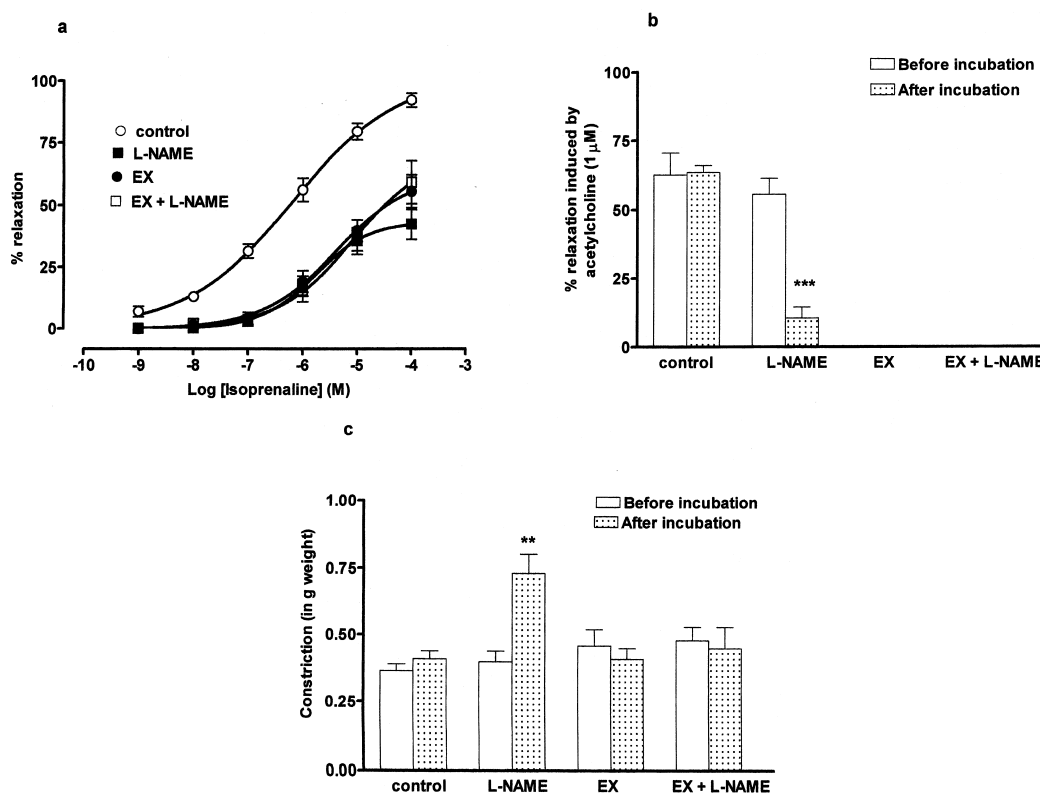 a
% relaxation
100
75
50
25
0
control
L-NAME
EX
EX + L-NAME
-10 -9 -8 -7 -6 -5 -4 -3
Log [Isoprenaline] (M)
b
Before incubation
After incubation
% relaxation induced by
acetylcholine (1 µM)
100
75
50
25
0
***
control L-NAME EX EX + L-NAME
c
Before incubation
After incubation
Constriction (in g weight)
1.00
0.75
0.50
0.25
0.00
**
control L-NAME EX EX + L-NAME